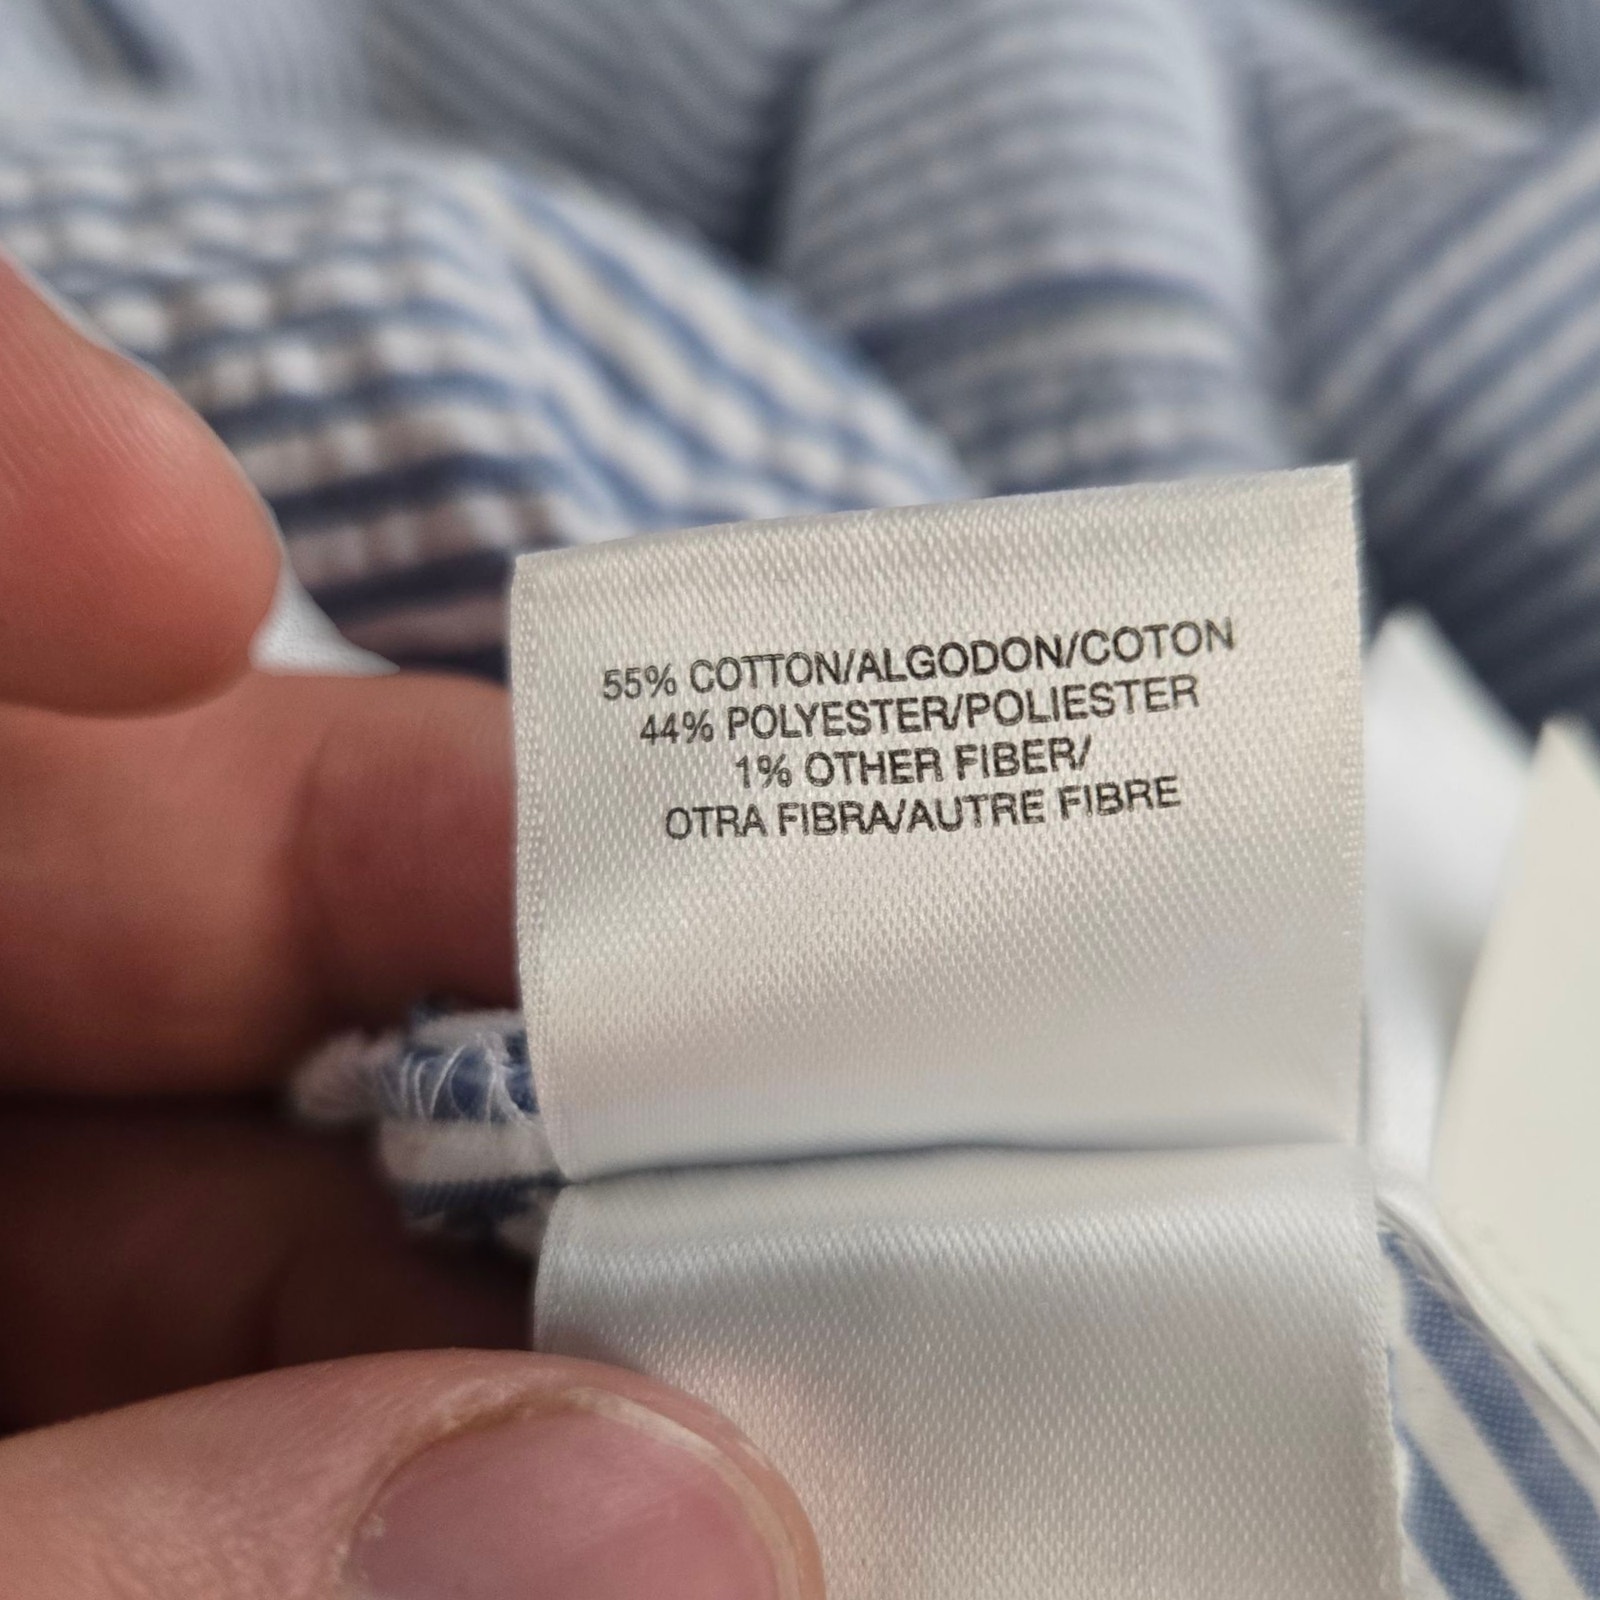 55% COTTON/ALGODON/COTON
44% POLYESTER/POLIESTER
1% OTHER FIBER/
OTRA FIBRA/AUTRE FIBRE